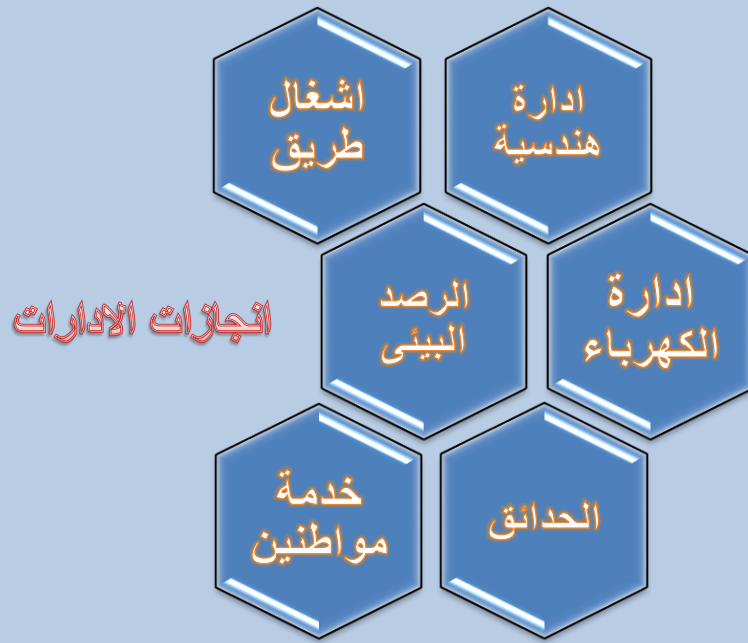 ادارة
هندسية
اشغال
طريق
ادارة
الكهرباء
الرصد
البيئى
انجازات الادارات
الحدائق
خدمة
مواطنين